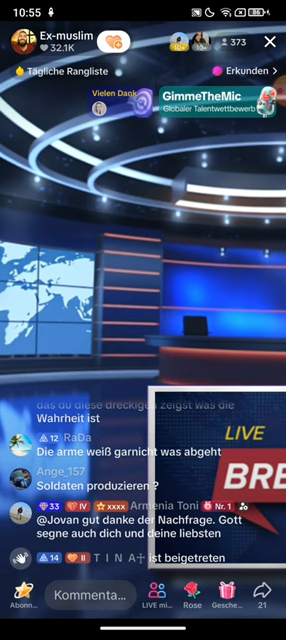 10:55
86
Ex-muslim
32.1K
10+
10+
373
Tägliche Rangliste
Erkunden >
Vielen Dank
GimmeTheMic
Globaler Talentwettbewerb
das du diese dreckigen zeigst was die
Wahrheit ist
12 RaDa
Die arme weiß garnicht was abgeht
Ange_157
Soldaten produzieren ?
33 IV xxxx Armenia Toni Nr. 1
@Jovan gut danke der Nachfrage. Gott
segne auch dich und deine liebsten
14 II T I N A ist beigetreten
LIVE
BRE
Abonn...
Kommenta...
LIVE mi...
Rose
Gesche...
21